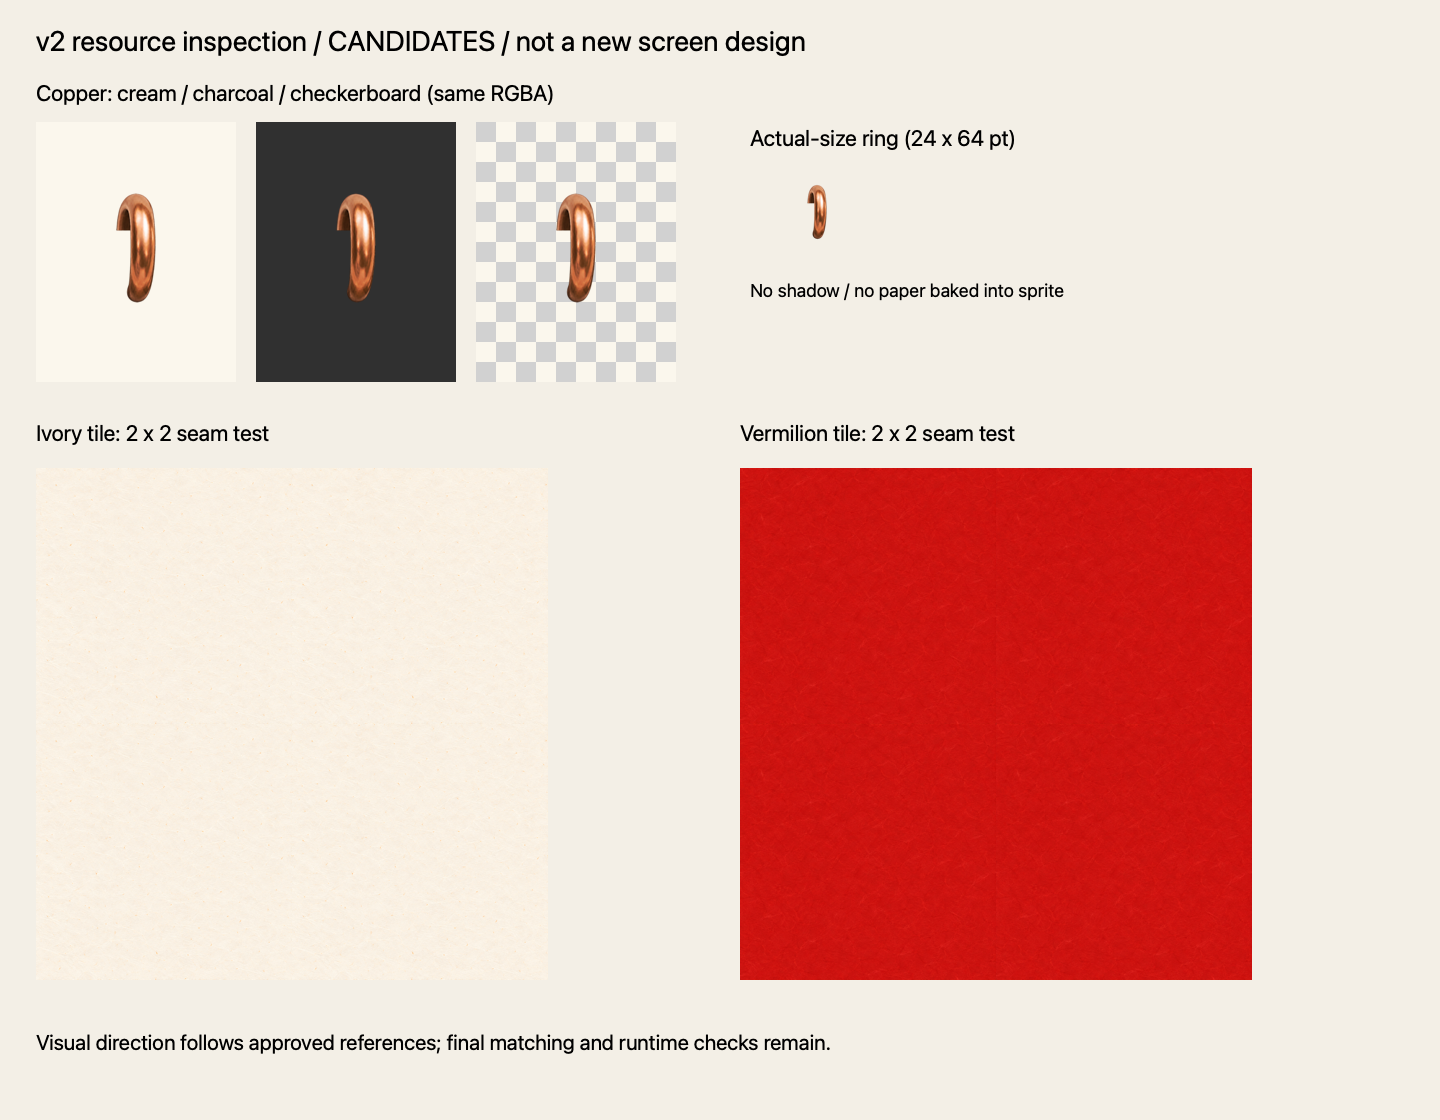 v2 resource inspection / CANDIDATES / not a new screen design
Copper: cream / charcoal / checkerboard (same RGBA)
Actual-size ring (24 x 64 pt)
No shadow / no paper baked into sprite
Ivory tile: 2 x 2 seam test
Vermilion tile: 2 x 2 seam test
Visual direction follows approved references; final matching and runtime checks remain.